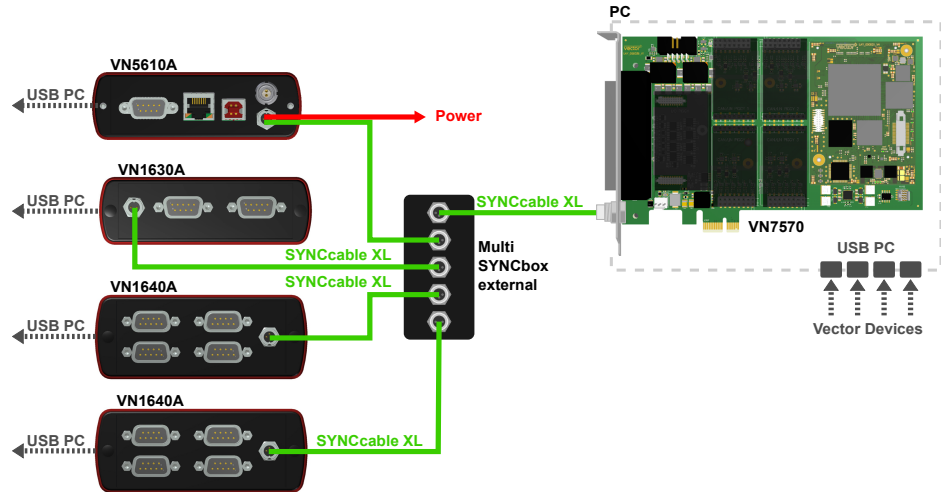 PC
VN5610A
USB PC
Power
VN1630A
USB PC
SYNCcable XL
SYNCcable XL
Multi
SYNCbox
external
SYNCcable XL
VN7570
VN1640A
USB PC
USB PC
Vector Devices
VN1640A
USB PC
SYNCcable XL